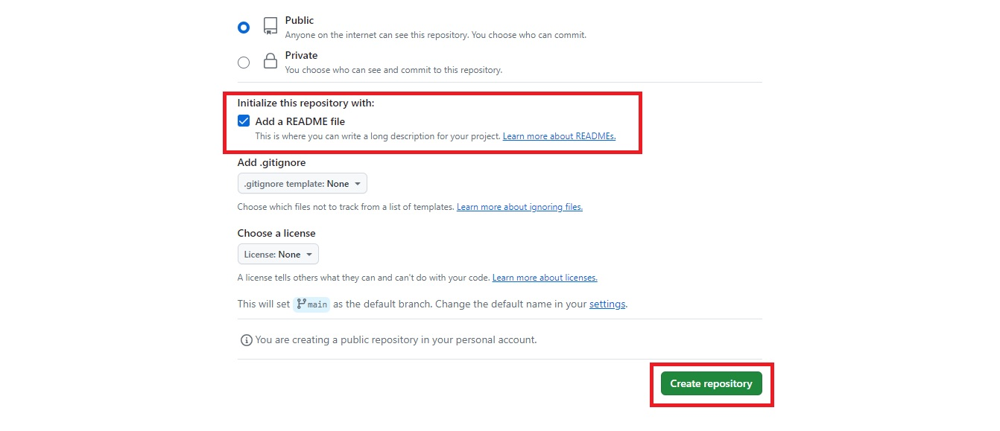 Public
Anyone on the internet can see this repository. You choose who can commit.
Private
You choose who can see and commit to this repository.
Initialize this repository with:
Add a README file
This is where you can write a long description for your project. Learn more about READMEs.
Add .gitignore
.gitignore template: None
Choose which files not to track from a list of templates. Learn more about ignoring files.
Choose a license
License: None
A license tells others what they can and can't do with your code. Learn more about licenses.
This will set main as the default branch. Change the default name in your settings.
You are creating a public repository in your personal account.
Create repository